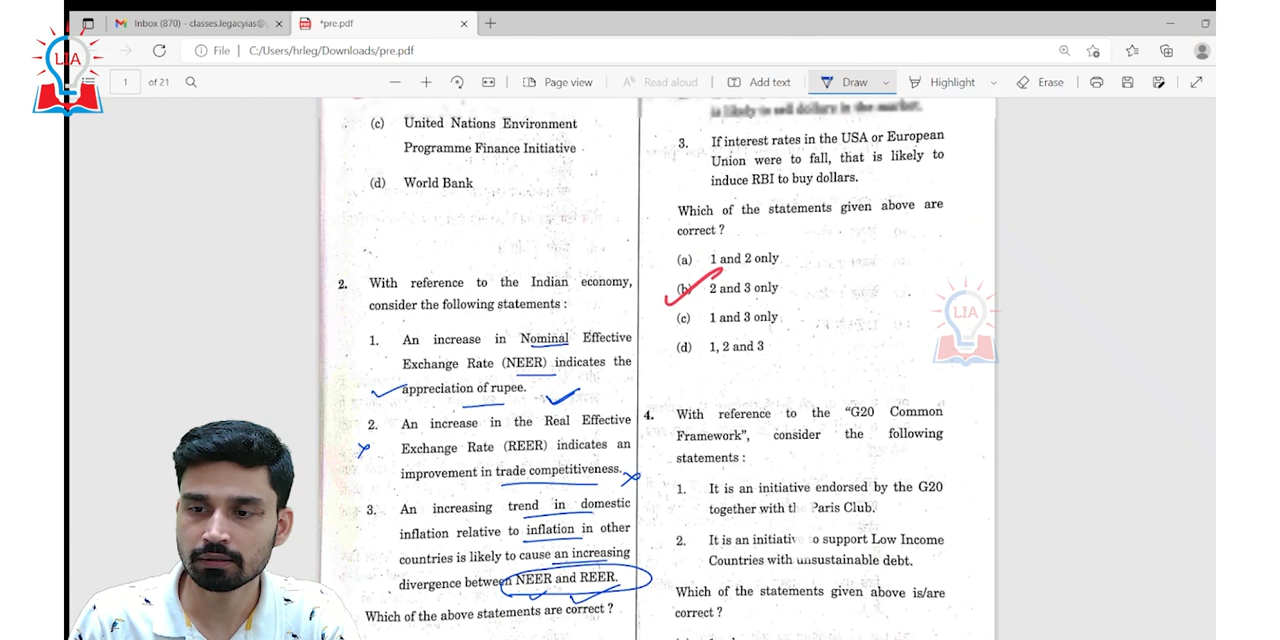 Inbox (870) - classes.legacyias@g
*pre.pdf
File
C:/Users/hrleg/Downloads/pre.pdf
LIA
1
of 21
Page view
Read aloud
Add text
Draw
Highlight
Erase
(c) United Nations Environment
Programme Finance Initiative
(d) World Bank
2. With reference to the Indian economy,
consider the following statements :
1. An increase in Nominal Effective
Exchange Rate (NEER) indicates the
appreciation of rupee.
2. An increase in the Real Effective
Exchange Rate (REER) indicates an
improvement in trade competitiveness.
3. An increasing trend in domestic
inflation relative to inflation in other
countries is likely to cause an increasing
divergence between NEER and REER.
Which of the above statements are correct ?
is likely to sell dollars in the market.
3. If interest rates in the USA or European
Union were to fall, that is likely to
induce RBI to buy dollars.
Which of the statements given above are
correct ?
(a) 1 and 2 only
(b) 2 and 3 only
(c) 1 and 3 only
(d) 1, 2 and 3
LIA
4. With reference to the "G20 Common
Framework", consider the following
statements :
1. It is an initiative endorsed by the G20
together with th Paris Club.
2. It is an initiativ to support Low Income
Countries with unsustainable debt.
Which of the statements given above is/are
correct ?